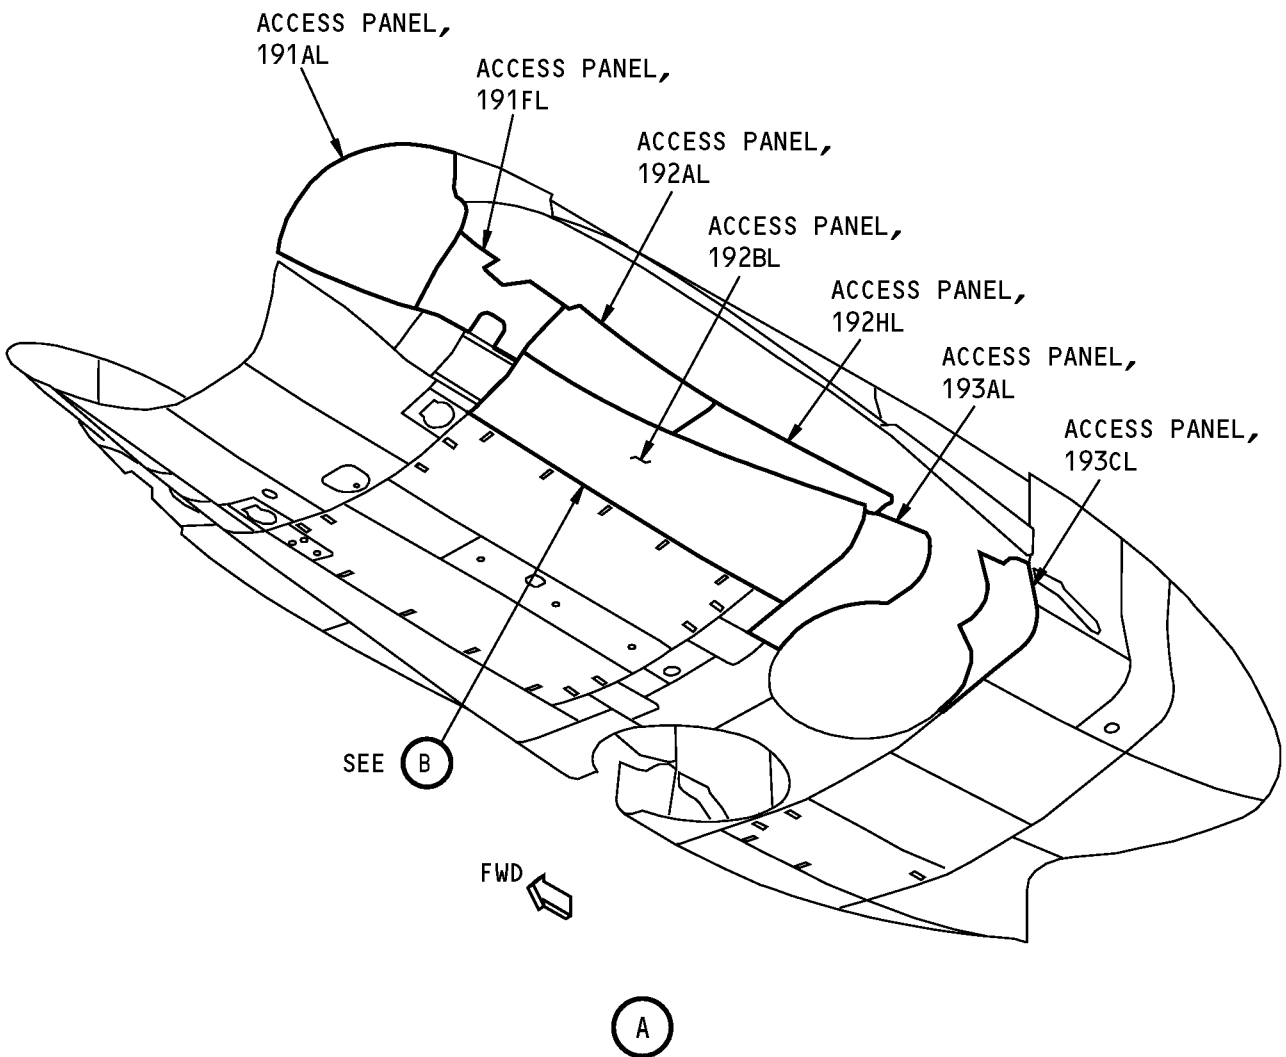 ACCESS PANEL,
191AL
ACCESS PANEL,
191FL
ACCESS PANEL,
192AL
ACCESS PANEL,
192BL
ACCESS PANEL,
192HL
ACCESS PANEL,
193AL
ACCESS PANEL,
193CL
SEE B
FWD
A